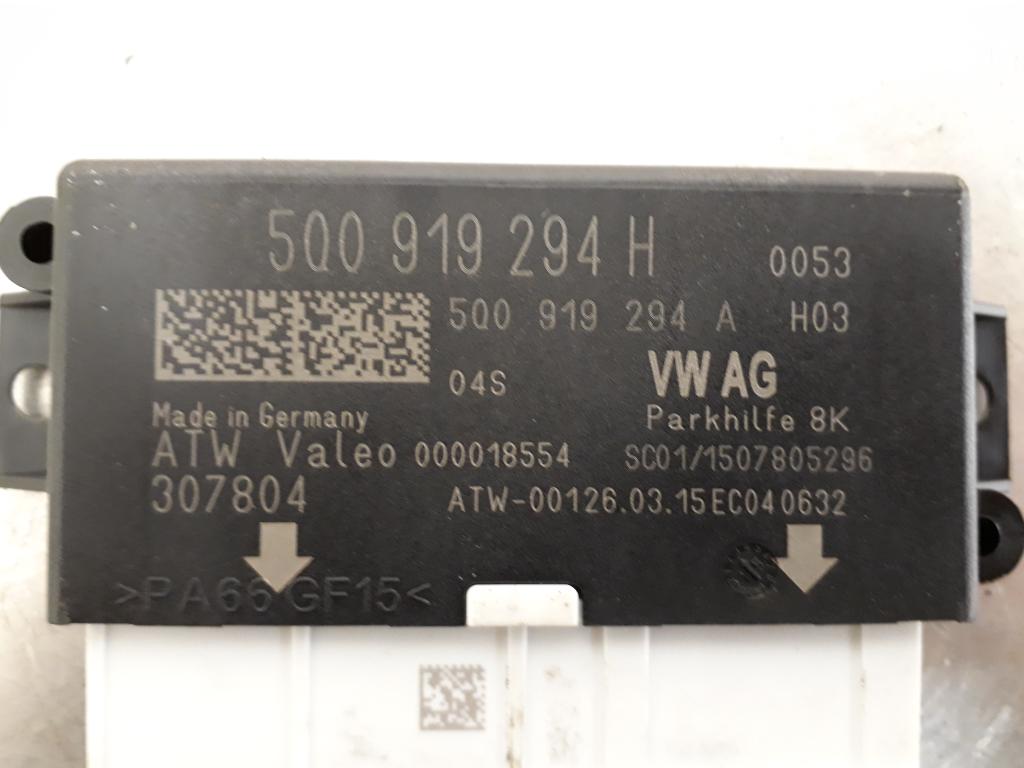 5Q0 919 294 H 0053
5Q0 919 294 A H03
04S VW AG
Made in Germany Parkhilfe 8K
ATW Valeo 000018554 SC01/1507805296
307804 ATW-00126.03.15EC040632
>PA66 GF15<